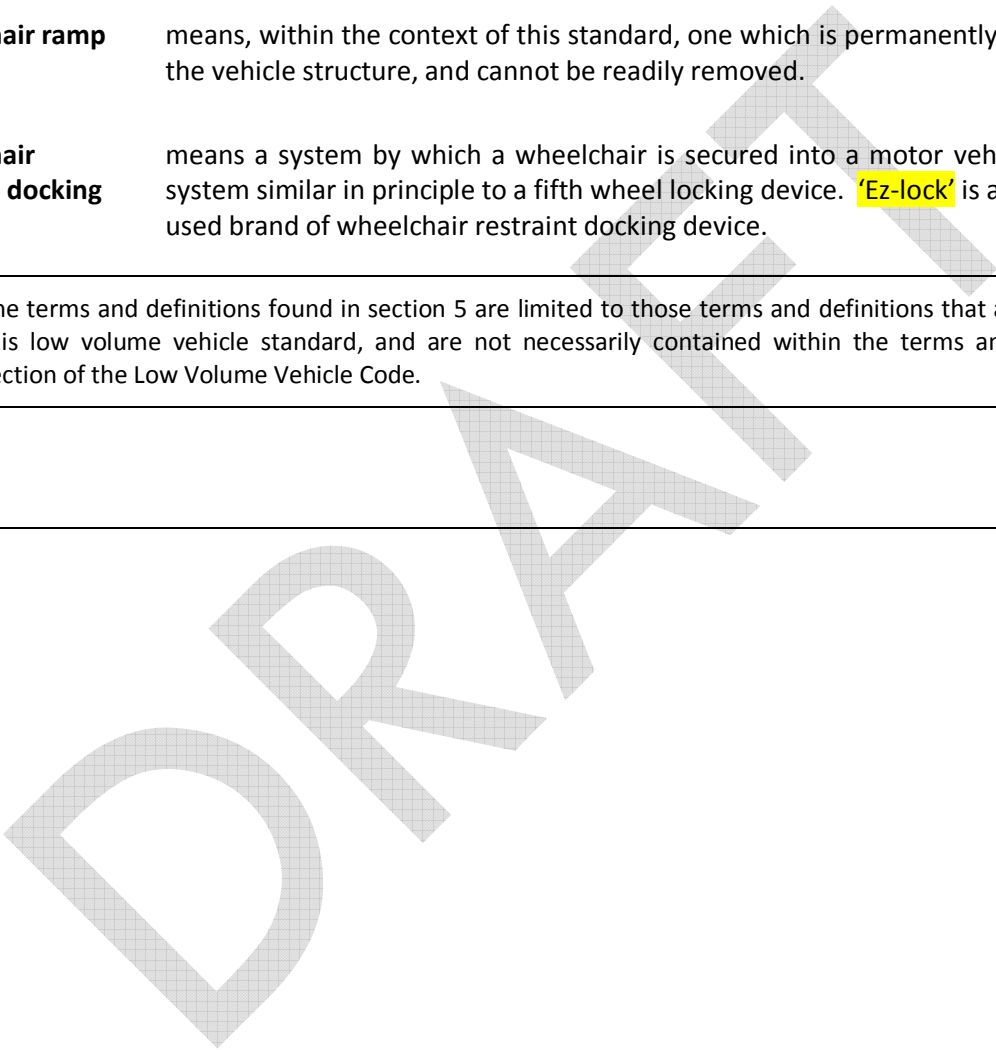 air ramp means, within the context of this standard, one which is permanently
the vehicle structure, and cannot be readily removed.
air means a system by which a wheelchair is secured into a motor veh
docking system similar in principle to a fifth wheel locking device. ‘Ez-lock’ is a
used brand of wheelchair restraint docking device.
he terms and definitions found in section 5 are limited to those terms and definitions that a
is low volume vehicle standard, and are not necessarily contained within the terms an
ection of the Low Volume Vehicle Code.
DRAFT